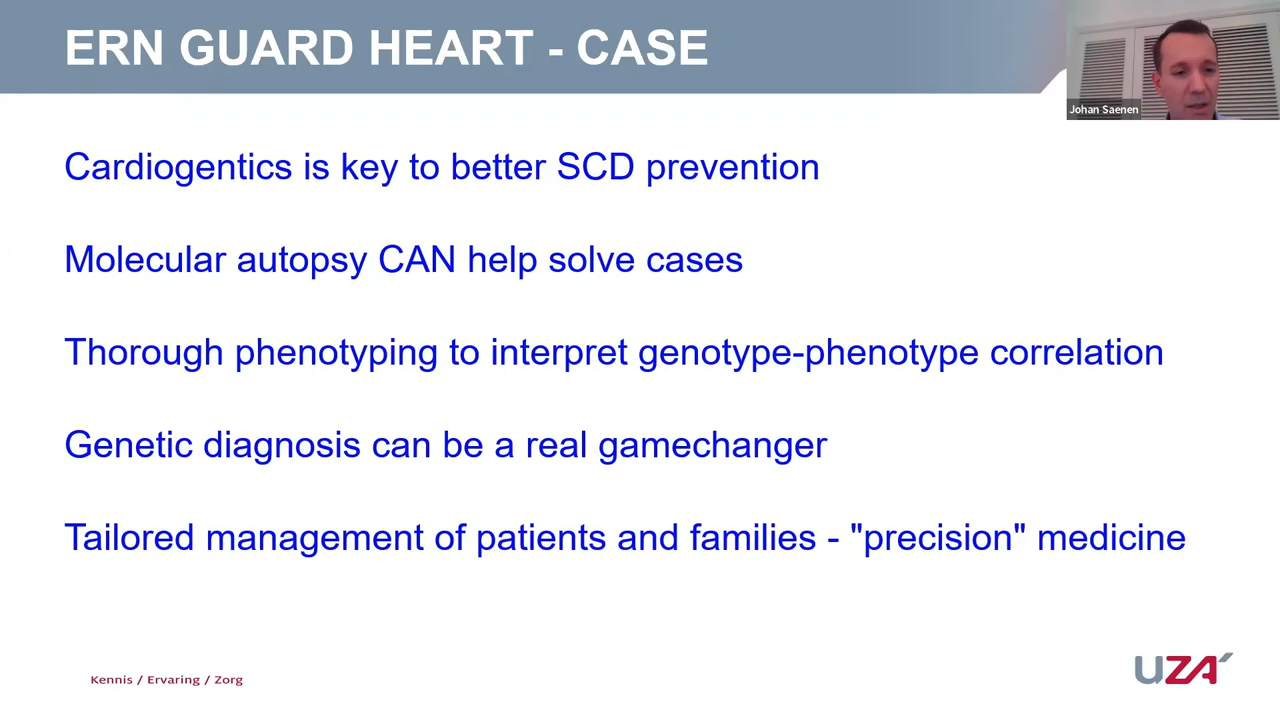 ERN GUARD HEART - CASE
Johan Saenen
Cardiogentics is key to better SCD prevention
Molecular autopsy CAN help solve cases
Thorough phenotyping to interpret genotype-phenotype correlation
Genetic diagnosis can be a real gamechanger
Tailored management of patients and families - "precision" medicine
Kennis / Ervaring / Zorg
UZA